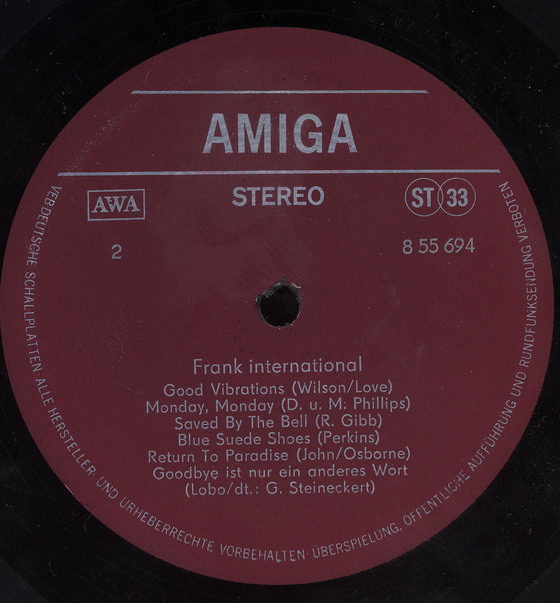 AMIGA
AWA
STEREO
ST 33
2
8 55 694
Frank international
Good Vibrations (Wilson/Love)
Monday, Monday (D. u. M. Phillips)
Saved By The Bell (R. Gibb)
Blue Suede Shoes (Perkins)
Return To Paradise (John/Osborne)
Goodbye ist nur ein anderes Wort
(Lobo/dt.: G. Steineckert)
VEB DEUTSCHE SCHALLPLATTEN ALLE HERSTELLER- UND URHEBERRECHTE VORBEHALTEN · ÜBERSPIELUNG, ÖFFENTLICHE AUFFÜHRUNG UND RUNDFUNKSENDUNG VERBOTEN